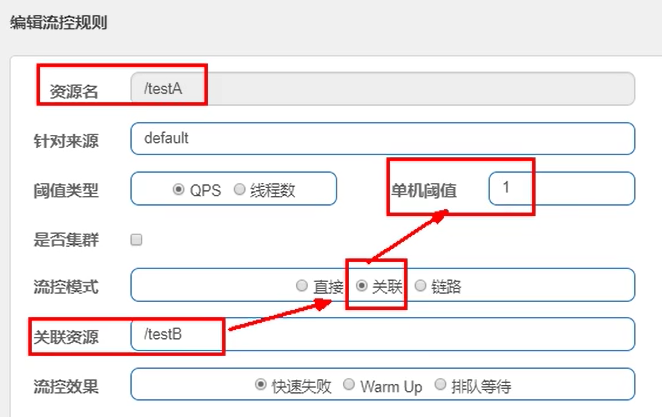 编辑流控规则
资源名 /testA
针对来源 default
阈值类型 QPS 线程数 单机阈值 1
是否集群
流控模式 直接 关联 链路
关联资源 /testB
流控效果 快速失败 Warm Up 排队等待